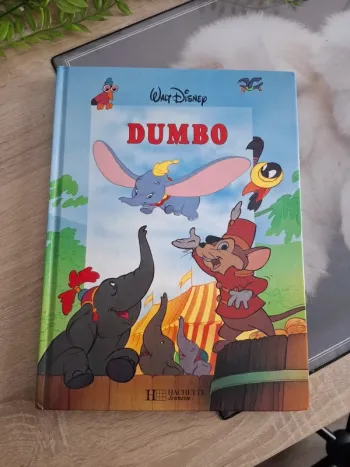 WALT DISNEY
DUMBO
H HACHETTE
Jeunesse